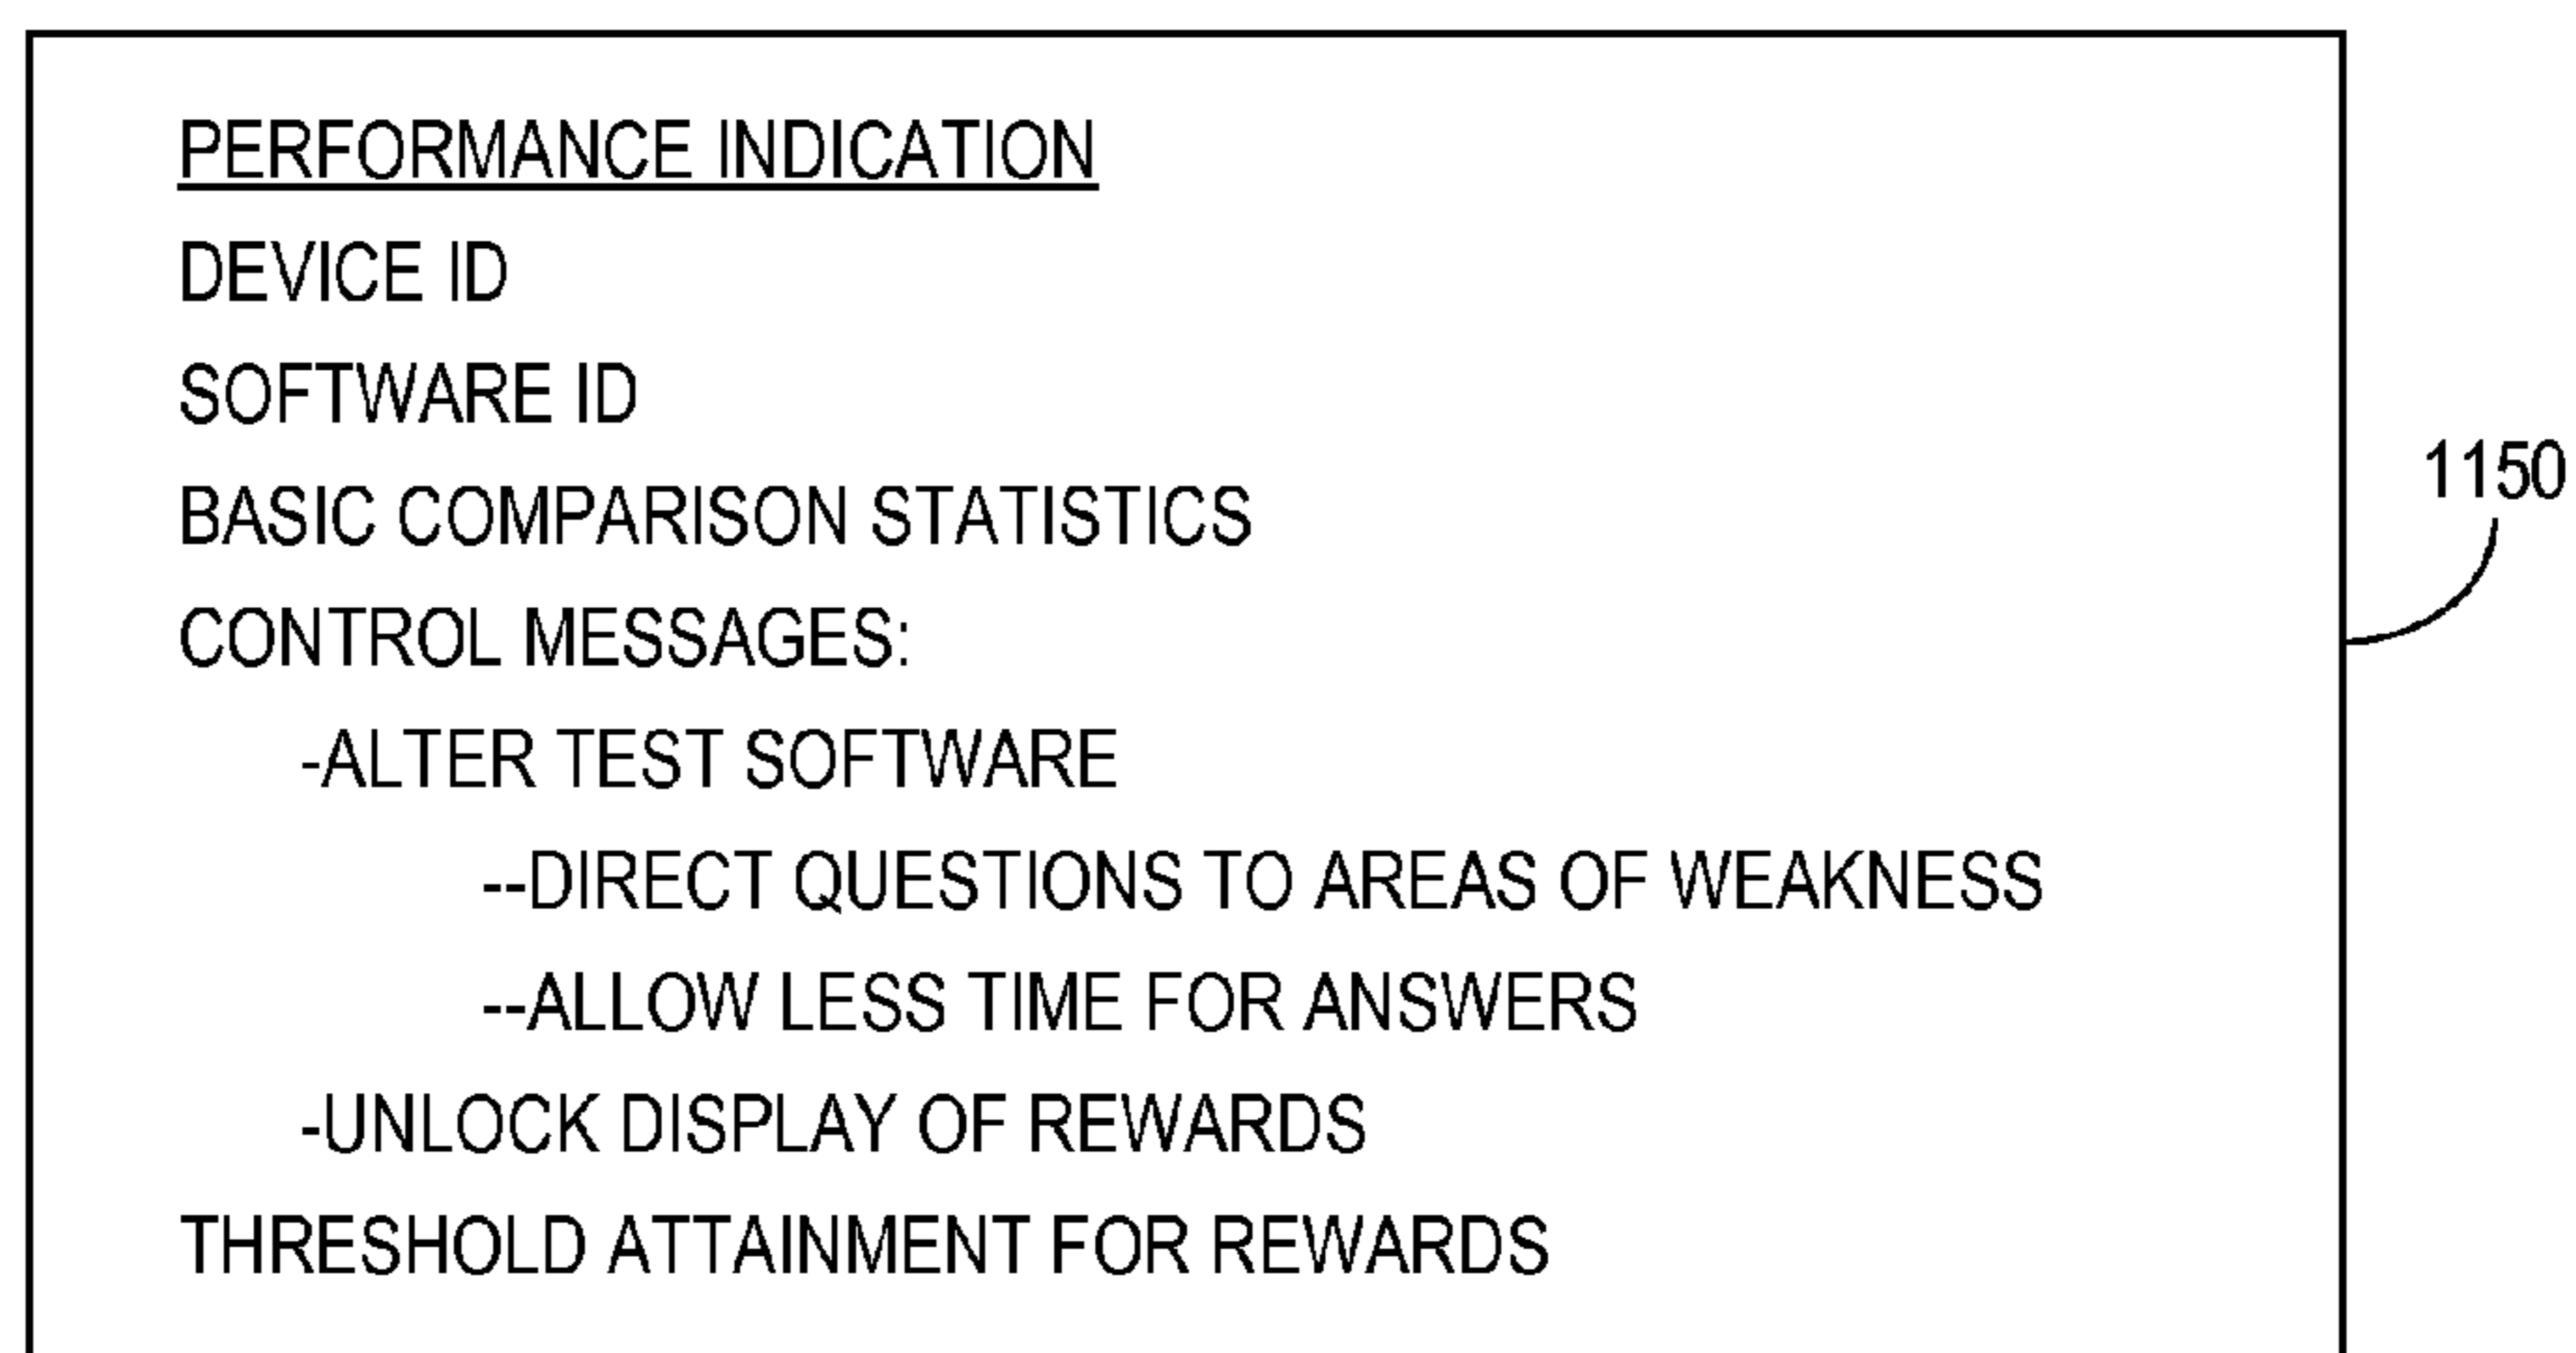 PERFORMANCE INDICATION
DEVICE ID
SOFTWARE ID
BASIC COMPARISON STATISTICS
1150
CONTROL MESSAGES:
-ALTER TEST SOFTWARE
--DIRECT QUESTIONS TO AREAS OF WEAKNESS
--ALLOW LESS TIME FOR ANSWERS
-UNLOCK DISPLAY OF REWARDS
THRESHOLD ATTAINMENT FOR REWARDS